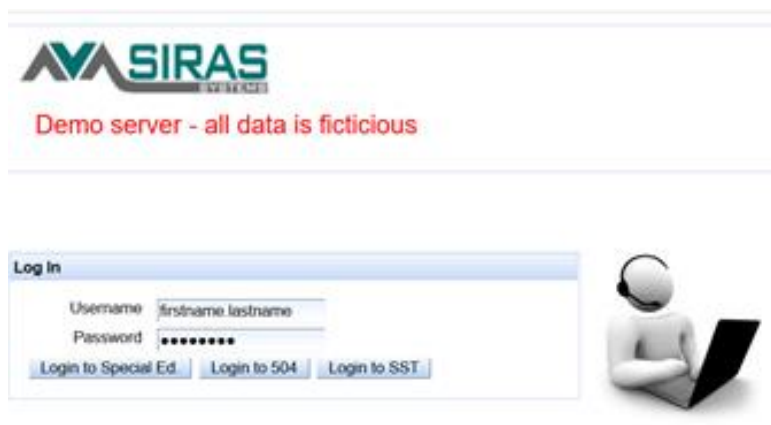 SIRAS
SYSTEMS
Demo server - all data is ficticious
Log In
Username firstname.lastname
Password ●●●●●●●●
Login to Special Ed Login to 504 Login to SST